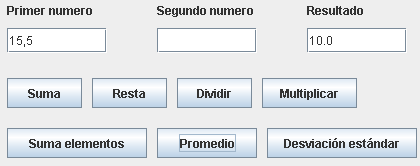 Primer numero Segundo numero Resultado
15,5 10.0
Suma Resta Dividir Multiplicar
Suma elementos Promedio Desviación estándar